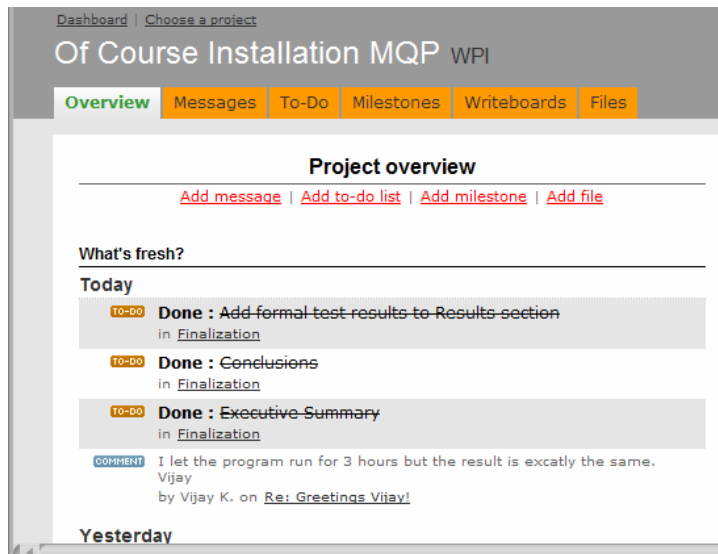 Dashboard | Choose a project
Of Course Installation MQP WPI
Overview Messages To-Do Milestones Writeboards Files
Project overview
Add message | Add to-do list | Add milestone | Add file
What's fresh?
Today
TO-DO Done : Add formal test results to Results section
in Finalization
TO-DO Done : Conclusions
in Finalization
TO-DO Done : Executive Summary
in Finalization
COMMENT I let the program run for 3 hours but the result is excatly the same.
Vijay
by Vijay K. on Re: Greetings Vijay!
Yesterday